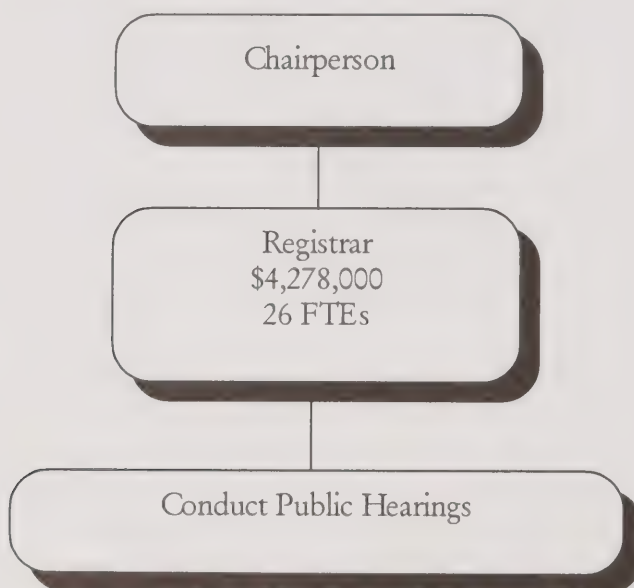 Chairperson
Registrar
$4,278,000
26 FTEs
Conduct Public Hearings